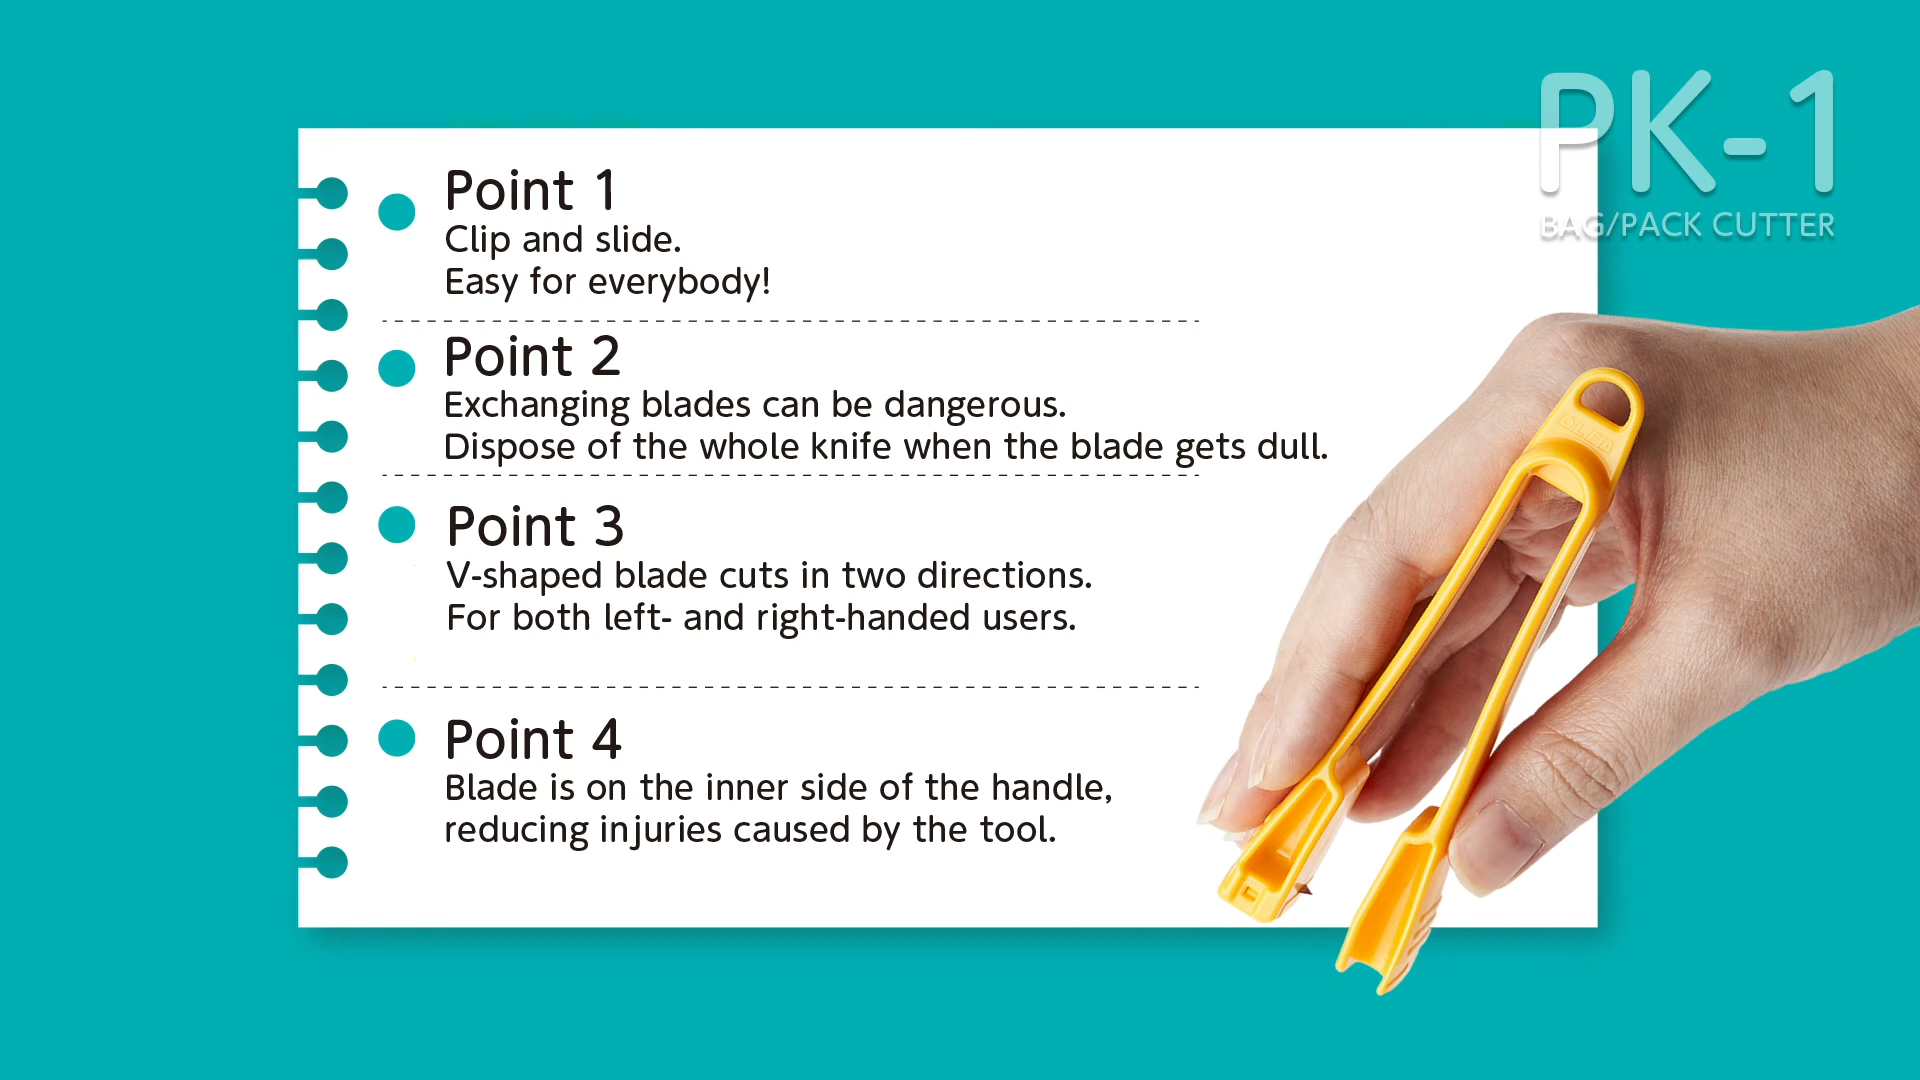 PK-1
BAG/PACK CUTTER
Point 1
Clip and slide.
Easy for everybody!
Point 2
Exchanging blades can be dangerous.
Dispose of the whole knife when the blade gets dull.
Point 3
V-shaped blade cuts in two directions.
For both left- and right-handed users.
Point 4
Blade is on the inner side of the handle,
reducing injuries caused by the tool.
OLFA